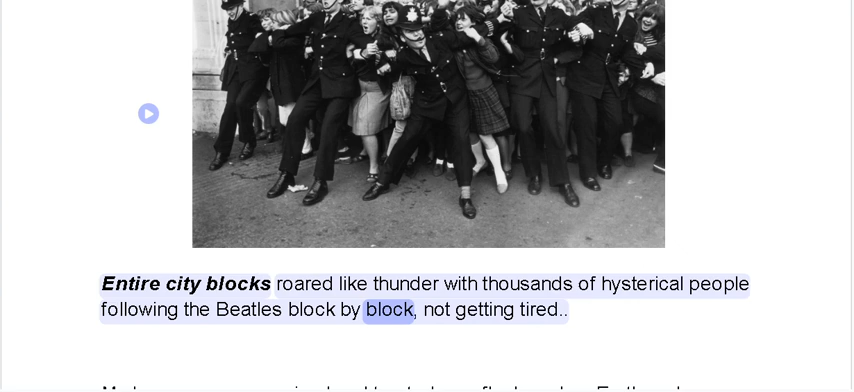 Entire city blocks roared like thunder with thousands of hysterical people
following the Beatles block by block, not getting tired..